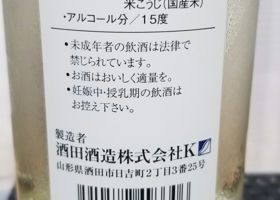 米こうじ(国産米)
・アルコール分／15度
・未成年者の飲酒は法律で
禁じられています。
・お酒はおいしく適量を。
・妊娠中・授乳期の飲酒は
お控え下さい。
製造者
酒田酒造株式会社K
山形県酒田市日吉町2丁目3番25号